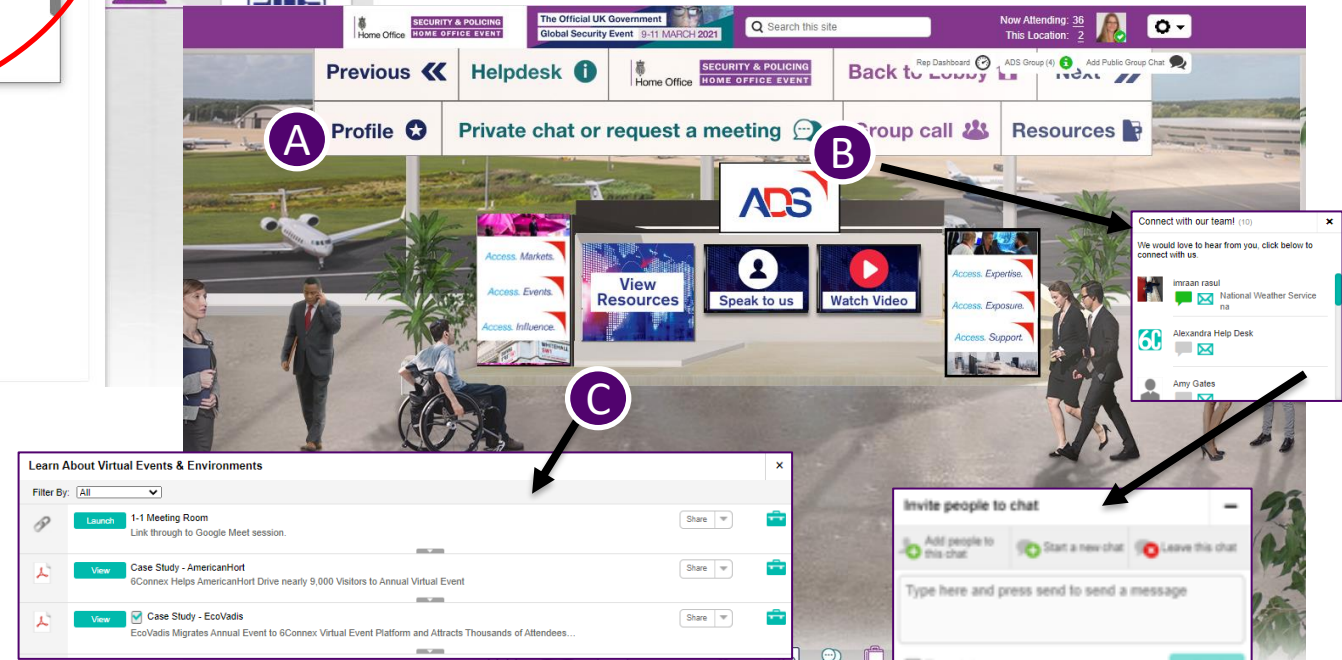 Home Office
SECURITY & POLICING
HOME OFFICE EVENT
The Official UK Government
Global Security Event 9-11 MARCH 2021
Search this site
Now Attending: 36
This Location: 2
Rep Dashboard
ADS Group (4)
Add Public Group Chat
Previous
Helpdesk
Home Office
SECURITY & POLICING
HOME OFFICE EVENT
Back to Lobby
Next
A
Profile
Private chat or request a meeting
B
Group call
Resources
ADS
Access. Markets.
Access. Events.
Access. Influence.
WHITEHALL
View
Resources
Speak to us
Watch Video
Access. Expertise.
Access. Exposure.
Access. Support.
Connect with our team! (10)
×
We would love to hear from you, click below to
connect with us.
imraan rasul
National Weather Service
na
6C
Alexandra Help Desk
Amy Gates
C
Learn About Virtual Events & Environments
×
Filter By: All
Launch
1-1 Meeting Room
Link through to Google Meet session.
Share
View
Case Study - AmericanHort
6Connex Helps AmericanHort Drive nearly 9,000 Visitors to Annual Virtual Event
Share
View
Case Study - EcoVadis
EcoVadis Migrates Annual Event to 6Connex Virtual Event Platform and Attracts Thousands of Attendees...
Share
Invite people to chat
Add people to
this chat
Start a new chat
Leave this chat
Type here and press send to send a message